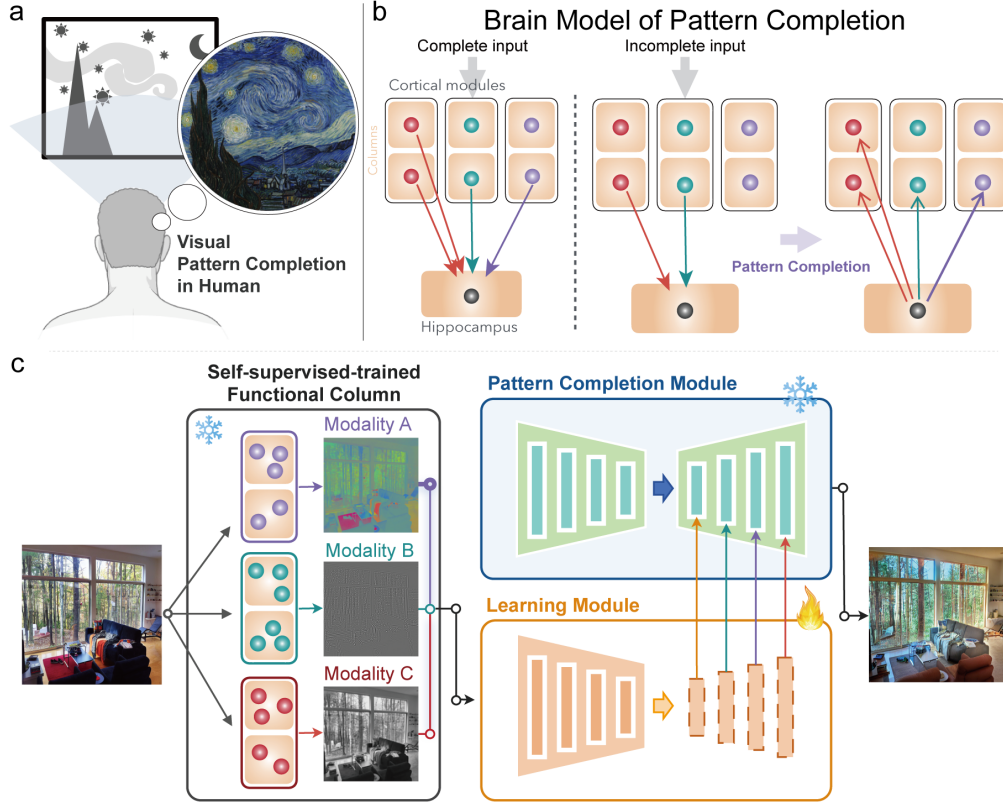 a
Visual
Pattern Completion
in Human
b
Brain Model of Pattern Completion
Complete input
Incomplete input
Cortical modules
Columns
Pattern Completion
Hippocampus
c
Self-supervised-trained
Functional Column
Pattern Completion Module
Modality A
Modality B
Learning Module
Modality C